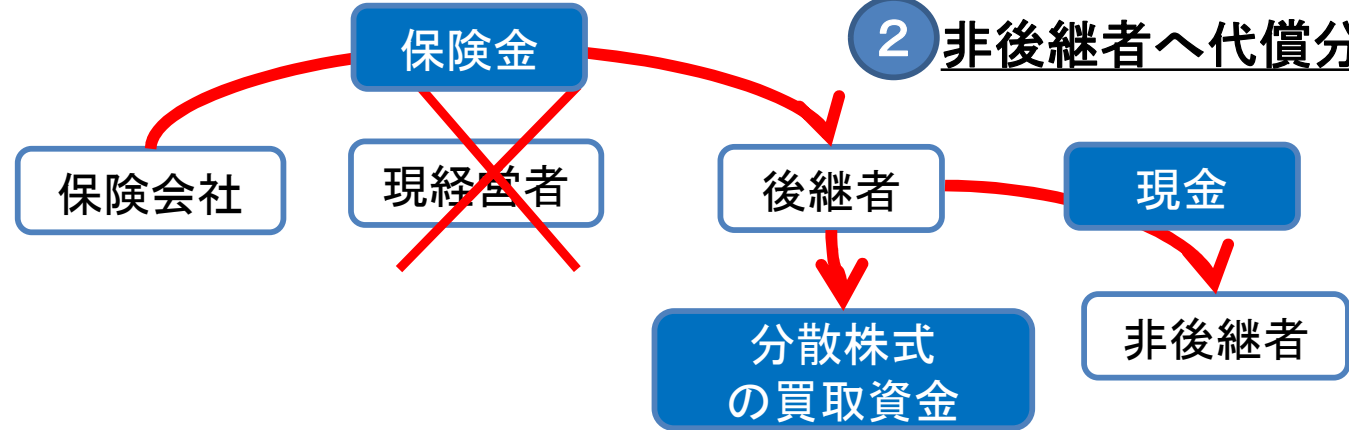 保険金
2 非後継者へ代償分
保険会社
現経営者
後継者
現金
分散株式
の買取資金
非後継者